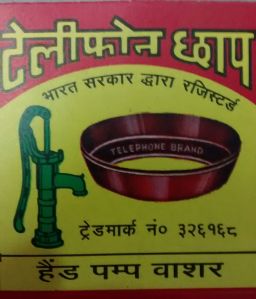 टेलीफोन छाप
भारत सरकार द्वारा रजिस्टर्ड
TELEPHONE BRAND
ट्रेडमार्क नं० ३२६१६८
हैंड पम्प वाशर